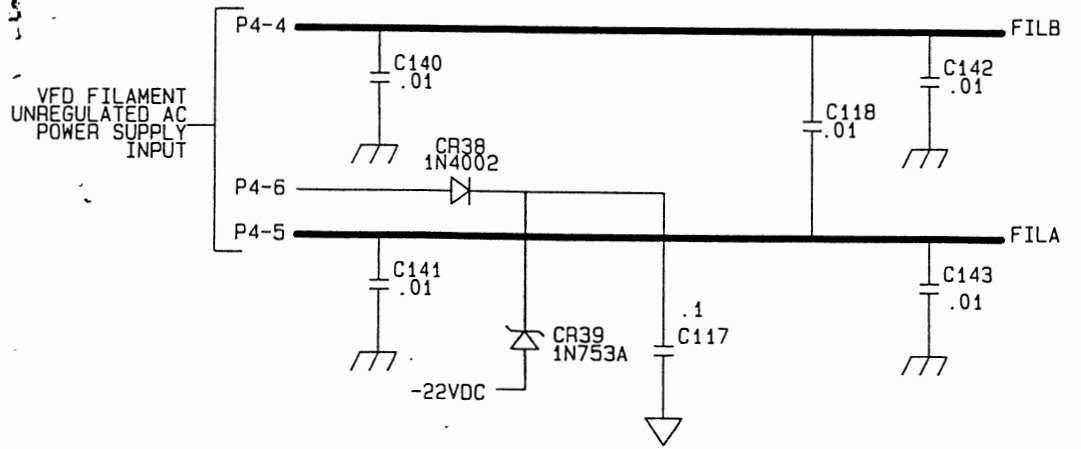 P4-4
FILB
C140
.01
C142
.01
VFD FILAMENT
UNREGULATED AC
POWER SUPPLY
INPUT
C118
.01
CR38
1N4002
P4-6
P4-5
FILA
C141
.01
C143
.01
.1
C117
CR39
1N753A
-22VDC